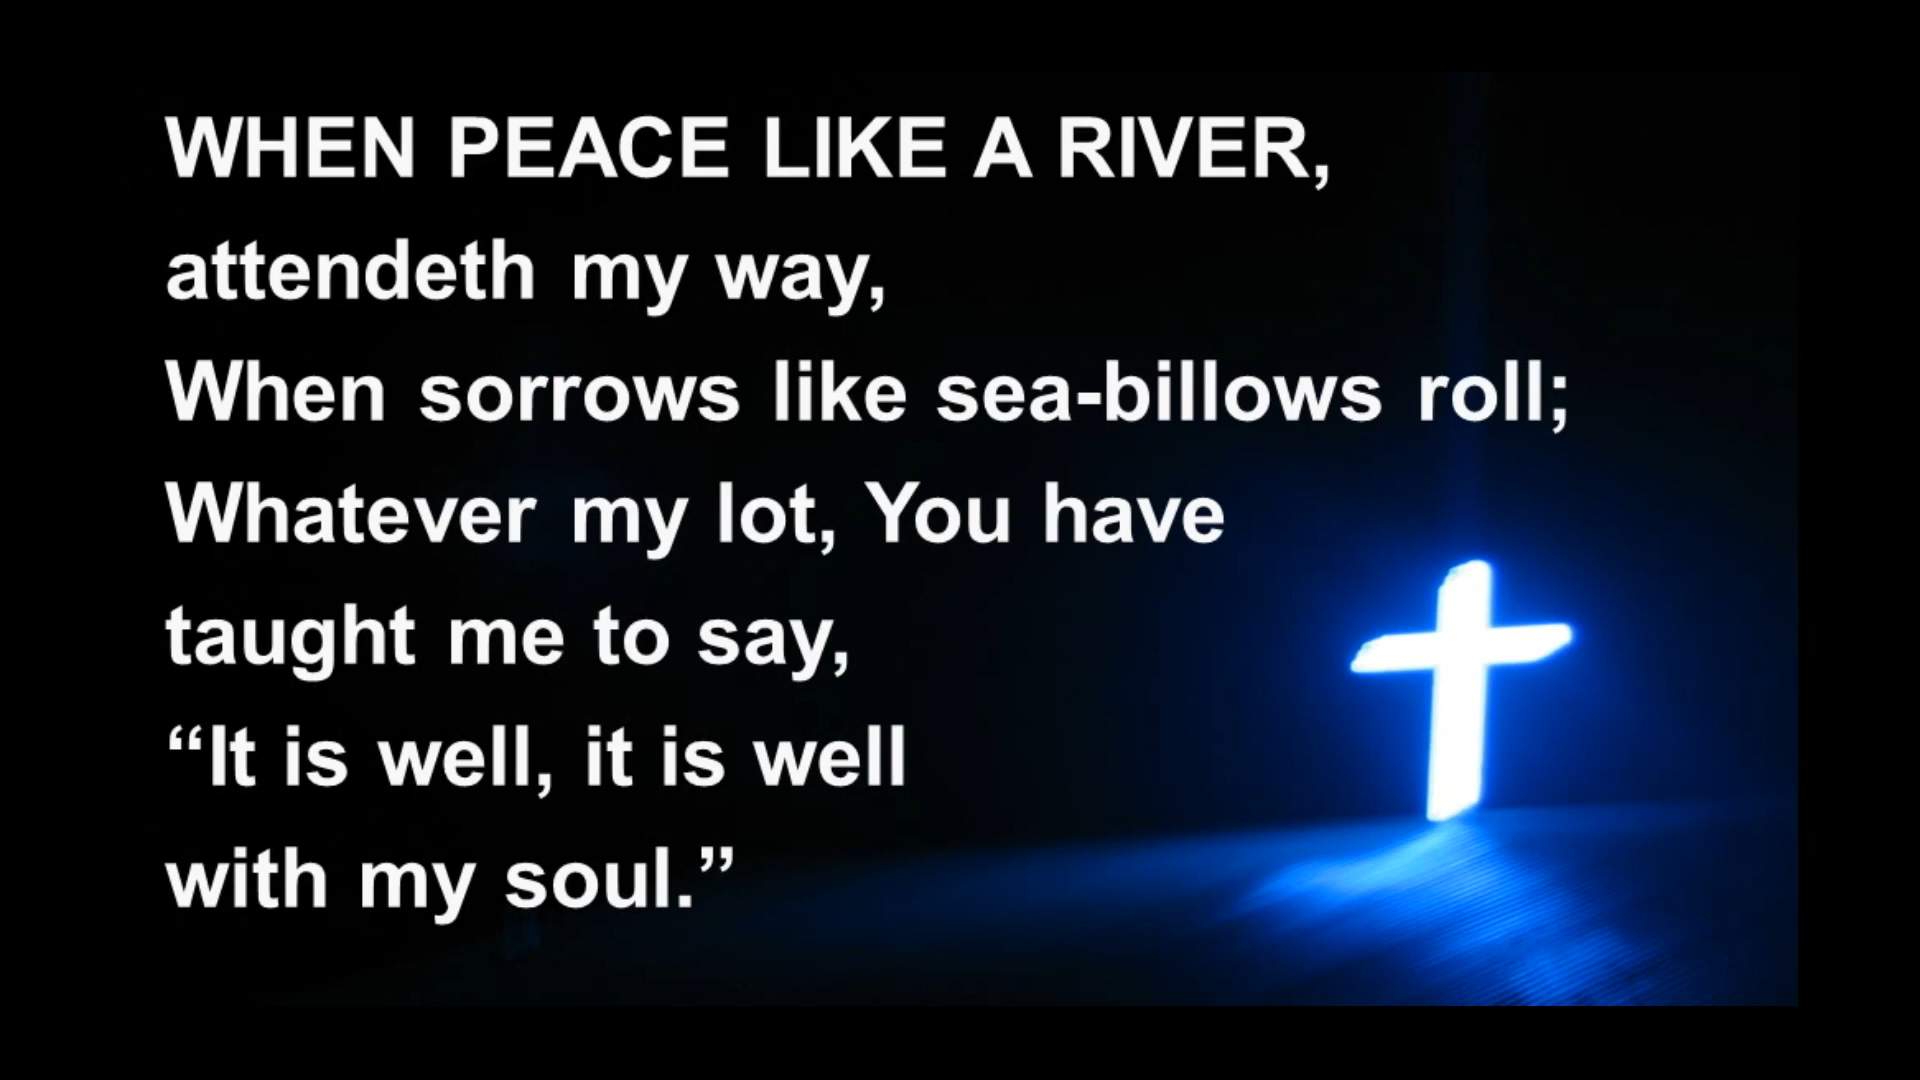 WHEN PEACE LIKE A RIVER,
attendeth my way,
When sorrows like sea-billows roll;
Whatever my lot, You have
taught me to say,
“It is well, it is well
with my soul.”